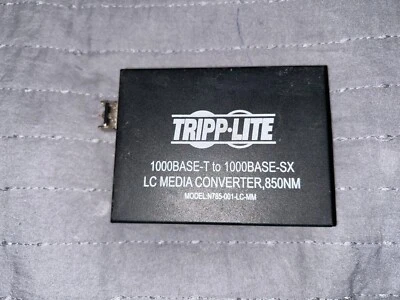 TRIPP·LITE
1000BASE-T to 1000BASE-SX
LC MEDIA CONVERTER,850NM
MODEL:N785-001-LC-MM